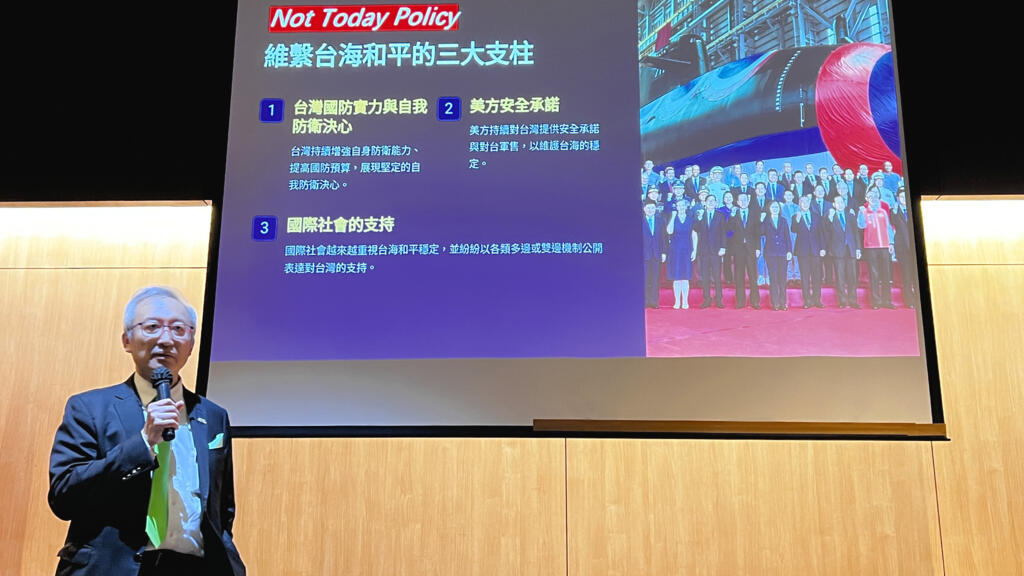 Not Today Policy
維繫台海和平的三大支柱
1
台灣國防實力與自我
防衛決心
台灣持續增強自身防衛能力、
提高國防預算，展現堅定的自
我防衛決心。
2
美方安全承諾
美方持續對台灣提供安全承諾
與對台軍售，以維護台海的穩
定。
3
國際社會的支持
國際社會越來越重視台海和平穩定，並紛紛以各類多邊或雙邊機制公開
表達對台灣的支持。